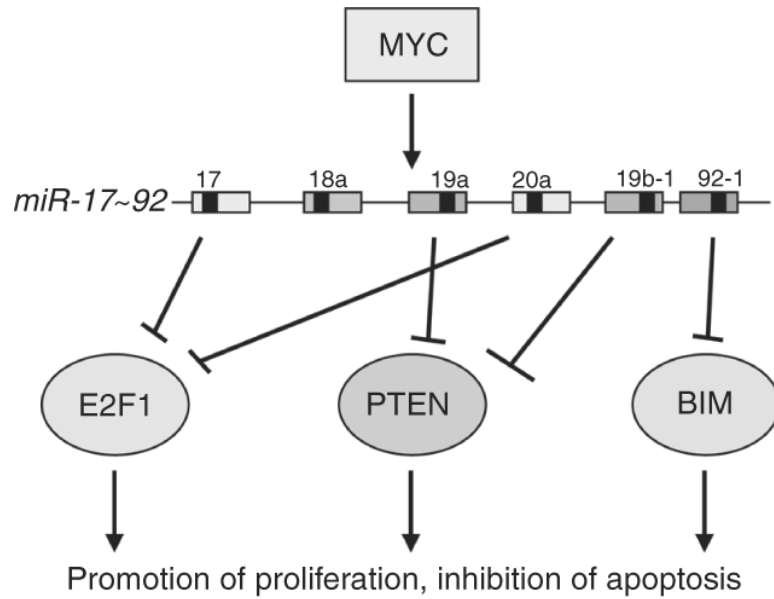 MYC
17 18a 19a 20a 19b-1 92-1
miR-17~92
E2F1 PTEN BIM
Promotion of proliferation, inhibition of apoptosis